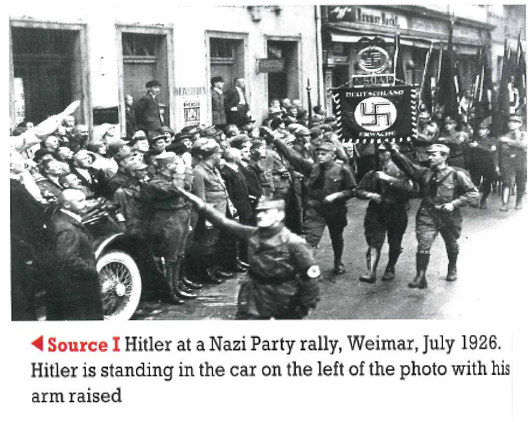 N.S.D.A.P.
DEUTSCHLAND
ERWACHE
◄ Source I Hitler at a Nazi Party rally, Weimar, July 1926.
Hitler is standing in the car on the left of the photo with his
arm raised